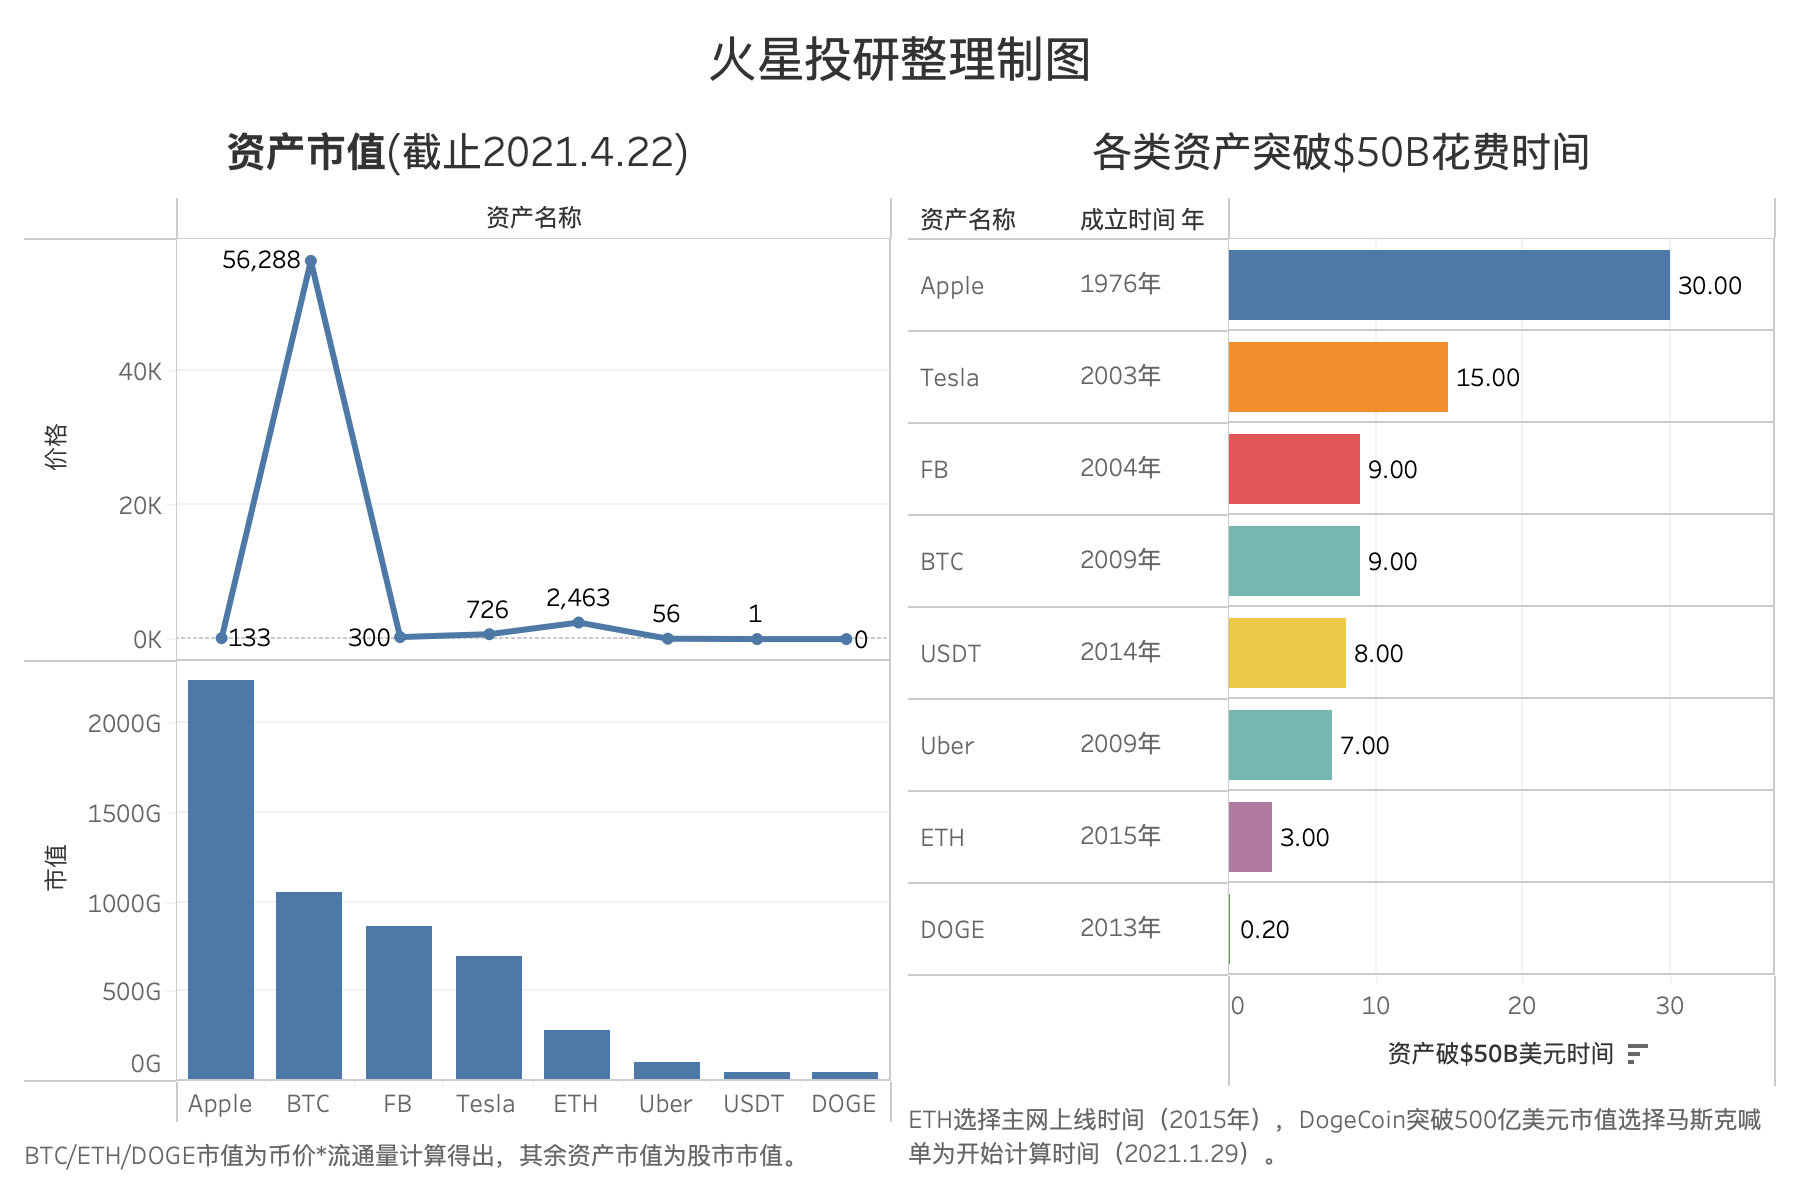 火星投研整理制图
资产市值(截止2021.4.22)
资产名称
价格
56,288
40K
20K
0K
133
300
726
2,463
56
1
0
市值
2000G
1500G
1000G
500G
0G
Apple BTC FB Tesla ETH Uber USDT DOGE
BTC/ETH/DOGE市值为币价*流通量计算得出，其余资产市值为股市市值。
各类资产突破$50B花费时间
资产名称 成立时间 年
Apple 1976年 30.00
Tesla 2003年 15.00
FB 2004年 9.00
BTC 2009年 9.00
USDT 2014年 8.00
Uber 2009年 7.00
ETH 2015年 3.00
DOGE 2013年 0.20
0 10 20 30
资产破$50B美元时间
ETH选择主网上线时间（2015年），DogeCoin突破500亿美元市值选择马斯克喊
单为开始计算时间（2021.1.29）。